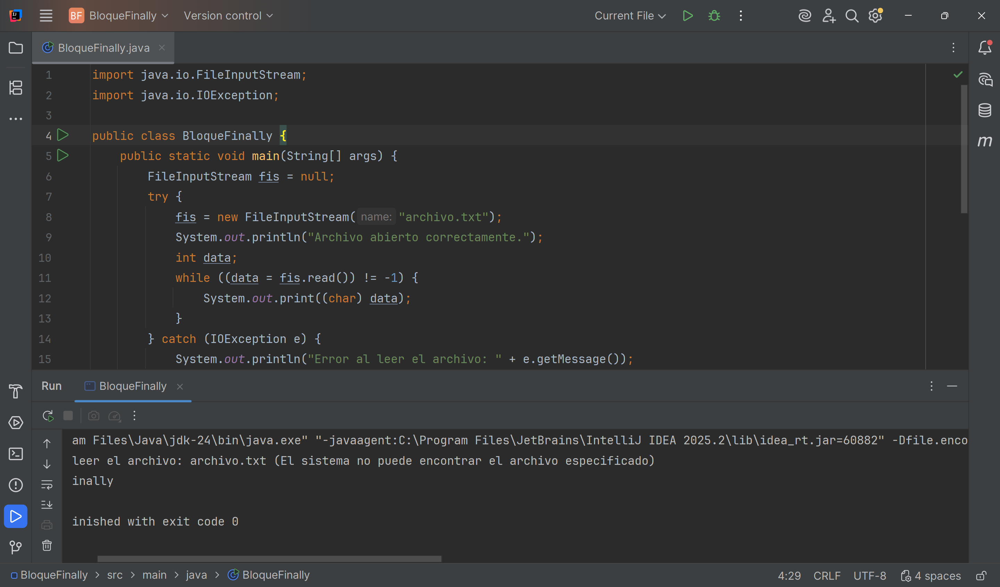 BF BloqueFinally Version control Current File
BloqueFinally.java
1 import java.io.FileInputStream;
2 import java.io.IOException;
3
4 public class BloqueFinally {
5 public static void main(String[] args) {
6 FileInputStream fis = null;
7 try {
8 fis = new FileInputStream( name: "archivo.txt");
9 System.out.println("Archivo abierto correctamente.");
10 int data;
11 while ((data = fis.read()) != -1) {
12 System.out.print((char) data);
13 }
14 } catch (IOException e) {
15 System.out.println("Error al leer el archivo: " + e.getMessage());
Run BloqueFinally
am Files\Java\jdk-24\bin\java.exe" "-javaagent:C:\Program Files\JetBrains\IntelliJ IDEA 2025.2\lib\idea_rt.jar=60882" -Dfile.enco
leer el archivo: archivo.txt (El sistema no puede encontrar el archivo especificado)
inally
inished with exit code 0
BloqueFinally > src > main > java > BloqueFinally 4:29 CRLF UTF-8 4 spaces